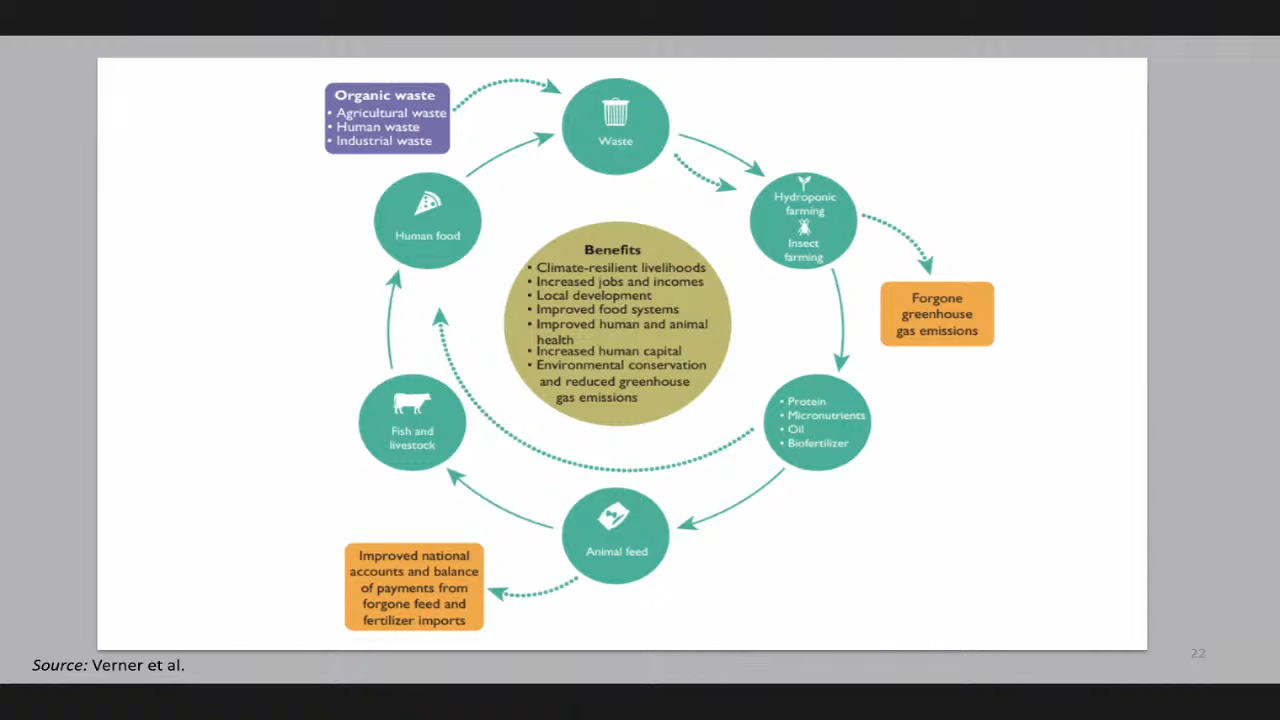 Organic waste
• Agricultural waste
• Human waste
• Industrial waste
Waste
Hydroponic
farming
Insect
farming
Human food
Benefits
• Climate-resilient livelihoods
• Increased jobs and incomes
• Local development
• Improved food systems
• Improved human and animal
health
• Increased human capital
• Environmental conservation
and reduced greenhouse
gas emissions
Forgone
greenhouse
gas emissions
• Protein
• Micronutrients
• Oil
• Biofertilizer
Fish and
livestock
Animal feed
Improved national
accounts and balance
of payments from
forgone feed and
fertilizer imports
Source: Verner et al.
22